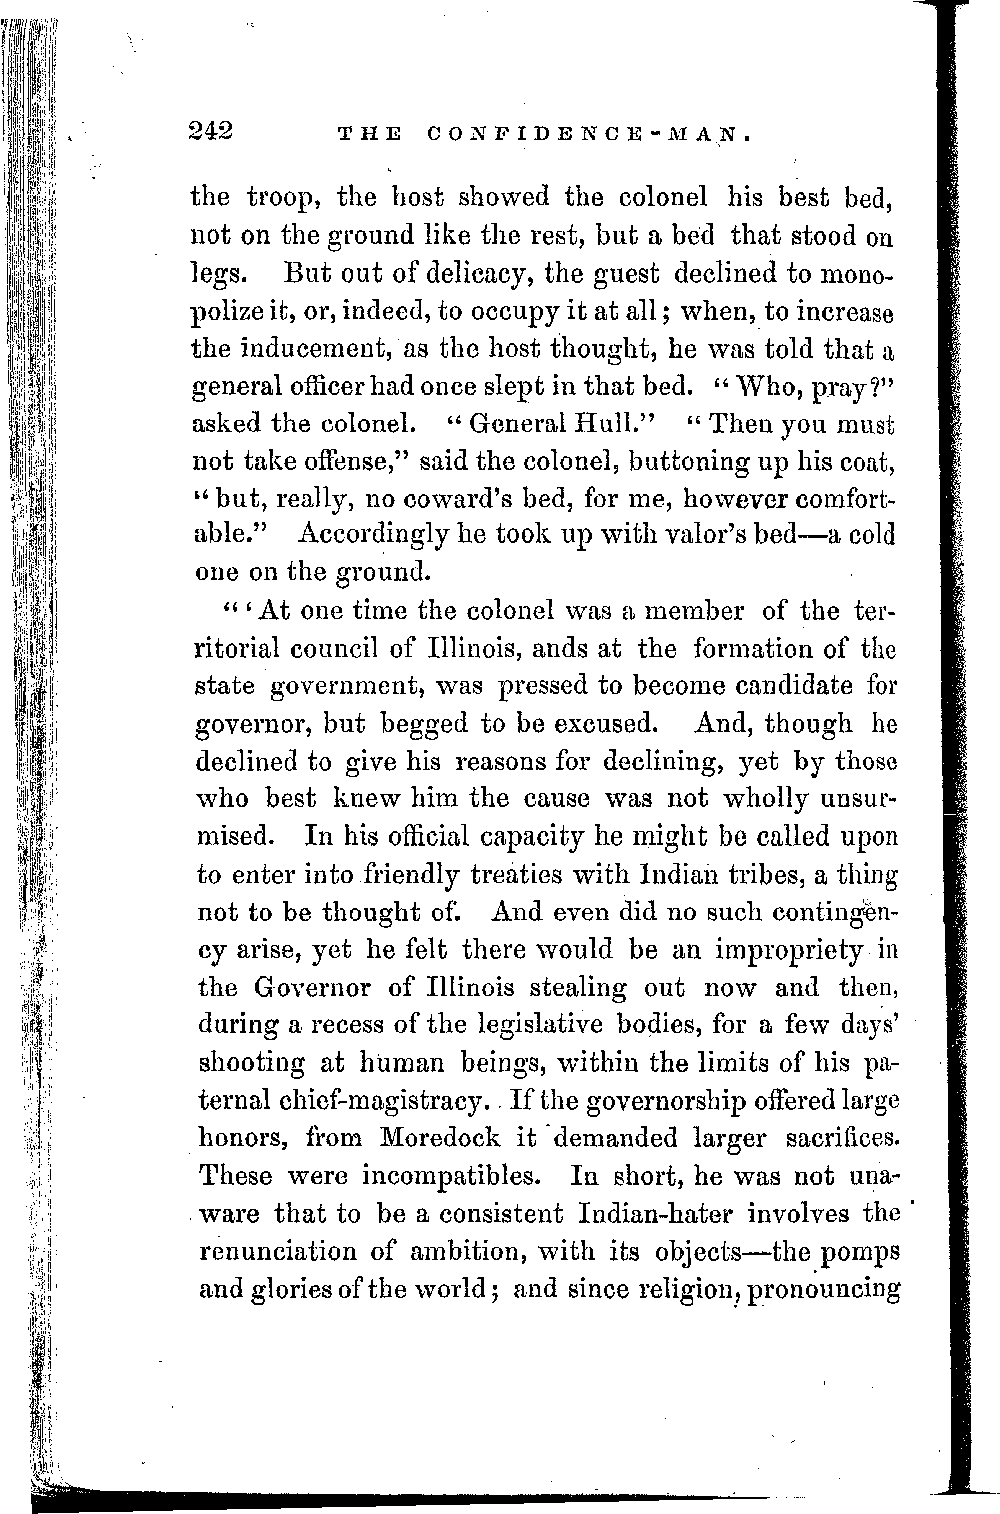 242 THE CONFIDENCE-MAN.
the troop, the host showed the colonel his best bed,
not on the ground like the rest, but a bed that stood on
legs. But out of delicacy, the guest declined to mono-
polize it, or, indeed, to occupy it at all; when, to increase
the inducement, as the host thought, he was told that a
general officer had once slept in that bed. “Who, pray?”
asked the colonel. “General Hull.” “Then you must
not take offense,” said the colonel, buttoning up his coat,
“but, really, no coward’s bed, for me, however comfort-
able.” Accordingly he took up with valor’s bed—a cold
one on the ground.
“‘At one time the colonel was a member of the ter-
ritorial council of Illinois, ands at the formation of the
state government, was pressed to become candidate for
governor, but begged to be excused. And, though he
declined to give his reasons for declining, yet by those
who best knew him the cause was not wholly unsur-
mised. In his official capacity he might be called upon
to enter into friendly treaties with Indian tribes, a thing
not to be thought of. And even did no such contingen-
cy arise, yet he felt there would be an impropriety in
the Governor of Illinois stealing out now and then,
during a recess of the legislative bodies, for a few days’
shooting at human beings, within the limits of his pa-
ternal chief-magistracy. If the governorship offered large
honors, from Moredock it demanded larger sacrifices.
These were incompatibles. In short, he was not una-
ware that to be a consistent Indian-hater involves the
renunciation of ambition, with its objects—the pomps
and glories of the world; and since religion, pronouncing